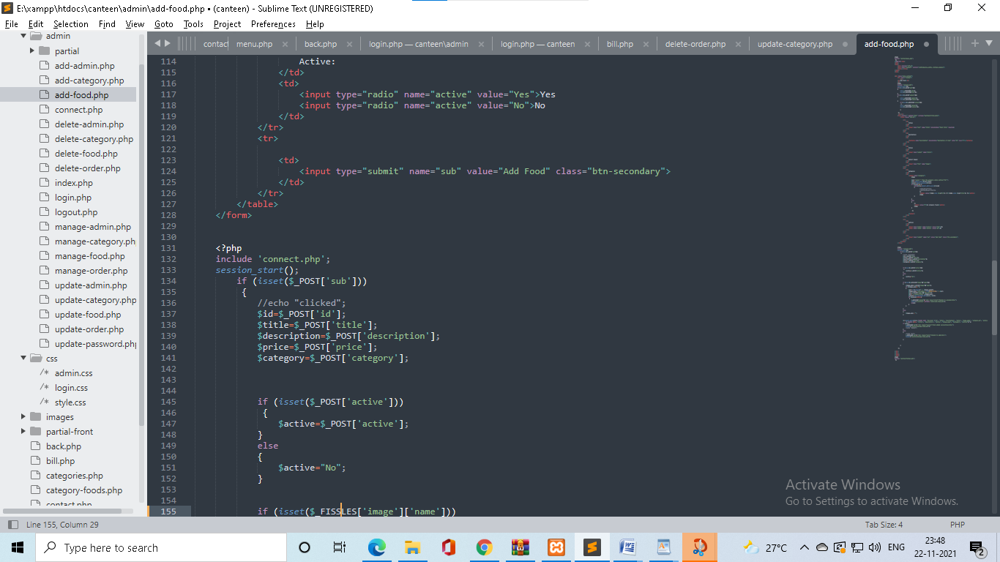 E:\xampp\htdocs\canteen\admin\add-food.php • (canteen) - Sublime Text (UNREGISTERED)
File Edit Selection Find View Goto Tools Project Preferences Help
admin
partial
add-admin.php
add-category.php
add-food.php
connect.php
delete-admin.php
delete-category.php
delete-food.php
delete-order.php
index.php
login.php
logout.php
manage-admin.php
manage-category.ph
manage-food.php
manage-order.php
update-admin.php
update-category.php
update-food.php
update-order.php
update-password.php
css
/* admin.css
/* login.css
/* style.css
images
partial-front
back.php
bill.php
categories.php
category-foods.php
contact.php
contact menu.php × back.php × login.php — canteen\admin × login.php — canteen × bill.php × delete-order.php × update-category.php • add-food.php •
114 Active:
115 </td>
116 <td>
117 <input type="radio" name="active" value="Yes">Yes
118 <input type="radio" name="active" value="No">No
119 </td>
120 </tr>
121 <tr>
122
123 <td>
124 <input type="submit" name="sub" value="Add Food" class="btn-secondary">
125 </td>
126 </tr>
127 </table>
128 </form>
129
130
131 <?php
132 include 'connect.php';
133 session_start();
134 if (isset($_POST['sub']))
135 {
136 //echo "clicked";
137 $id=$_POST['id'];
138 $title=$_POST['title'];
139 $description=$_POST['description'];
140 $price=$_POST['price'];
141 $category=$_POST['category'];
142
143
144
145 if (isset($_POST['active']))
146 {
147 $active=$_POST['active'];
148 }
149 else
150 {
151 $active="No";
152 }
153
154
155 if (isset($_FISSLES['image']['name']))
Activate Windows
Go to Settings to activate Windows.
Line 155, Column 29
Tab Size: 4
PHP
Type here to search
27°C
ENG
23:48
22-11-2021
2